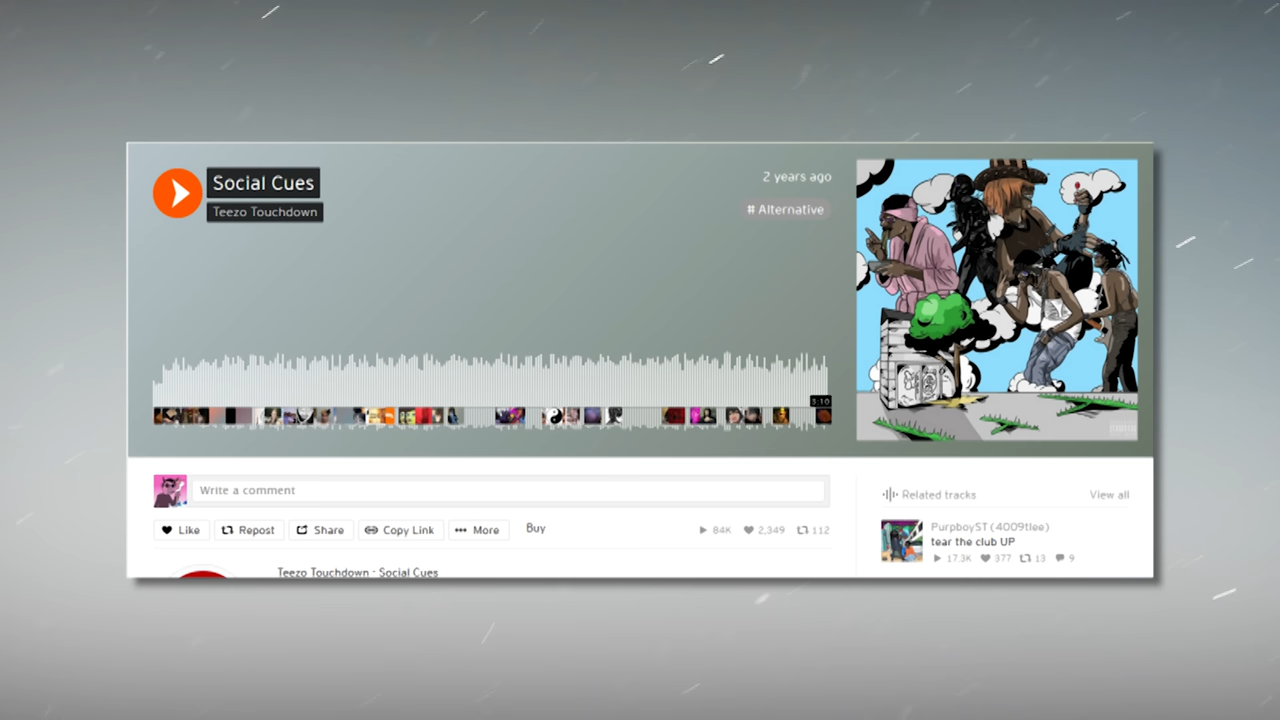 Social Cues
Teezo Touchdown
2 years ago
# Alternative
5:10
Write a comment
Like
Repost
Share
Copy Link
More
Buy
84K
2,349
112
Teezo Touchdown · Social Cues
Related tracks
View all
PurpboyST (4009tlee)
tear the club UP
17.3K
377
13
9